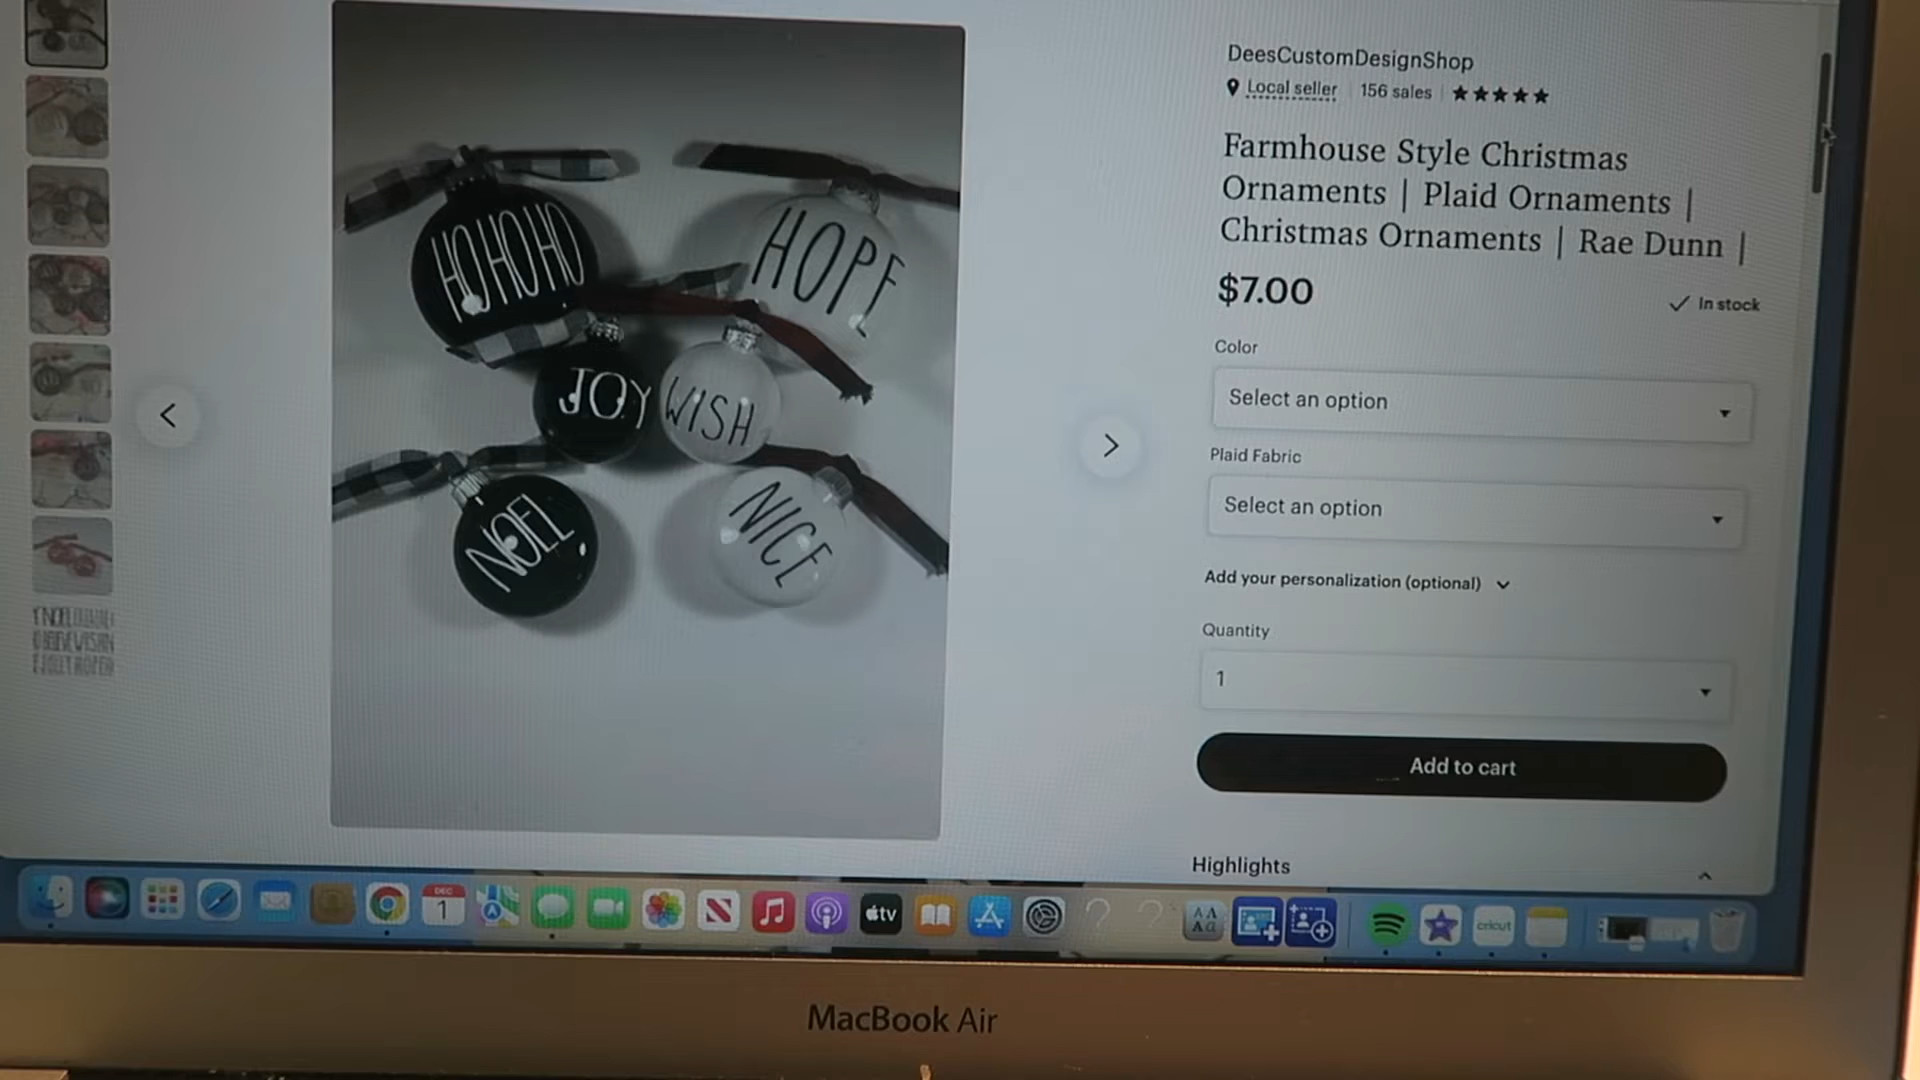 DeesCustomDesignShop
Local seller 156 sales
Farmhouse Style Christmas
Ornaments | Plaid Ornaments |
Christmas Ornaments | Rae Dunn |
$7.00
In stock
Color
Select an option
Plaid Fabric
Select an option
Add your personalization (optional)
Quantity
1
Add to cart
Highlights
HOHOHO
HOPE
JOY
WISH
NOEL
NICE
DEC
1
tv
cricut
MacBook Air